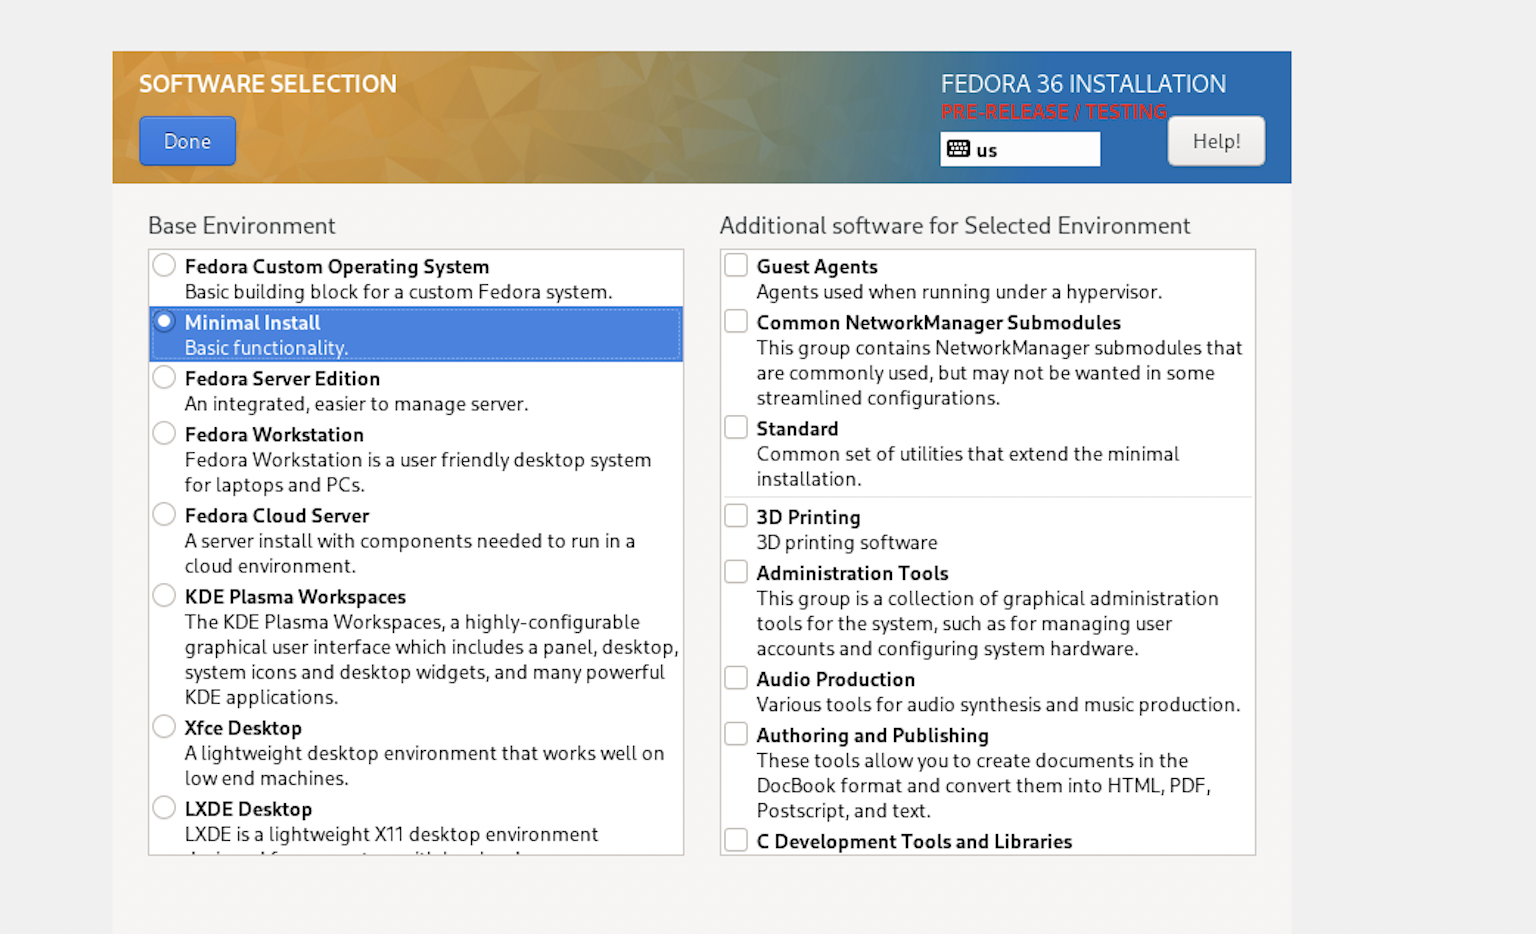 SOFTWARE SELECTION
Done
FEDORA 36 INSTALLATION
PRE-RELEASE / TESTING
us
Help!
Base Environment
Fedora Custom Operating System
Basic building block for a custom Fedora system.
Minimal Install
Basic functionality.
Fedora Server Edition
An integrated, easier to manage server.
Fedora Workstation
Fedora Workstation is a user friendly desktop system
for laptops and PCs.
Fedora Cloud Server
A server install with components needed to run in a
cloud environment.
KDE Plasma Workspaces
The KDE Plasma Workspaces, a highly-configurable
graphical user interface which includes a panel, desktop,
system icons and desktop widgets, and many powerful
KDE applications.
Xfce Desktop
A lightweight desktop environment that works well on
low end machines.
LXDE Desktop
LXDE is a lightweight X11 desktop environment
Additional software for Selected Environment
Guest Agents
Agents used when running under a hypervisor.
Common NetworkManager Submodules
This group contains NetworkManager submodules that
are commonly used, but may not be wanted in some
streamlined configurations.
Standard
Common set of utilities that extend the minimal
installation.
3D Printing
3D printing software
Administration Tools
This group is a collection of graphical administration
tools for the system, such as for managing user
accounts and configuring system hardware.
Audio Production
Various tools for audio synthesis and music production.
Authoring and Publishing
These tools allow you to create documents in the
DocBook format and convert them into HTML, PDF,
Postscript, and text.
C Development Tools and Libraries